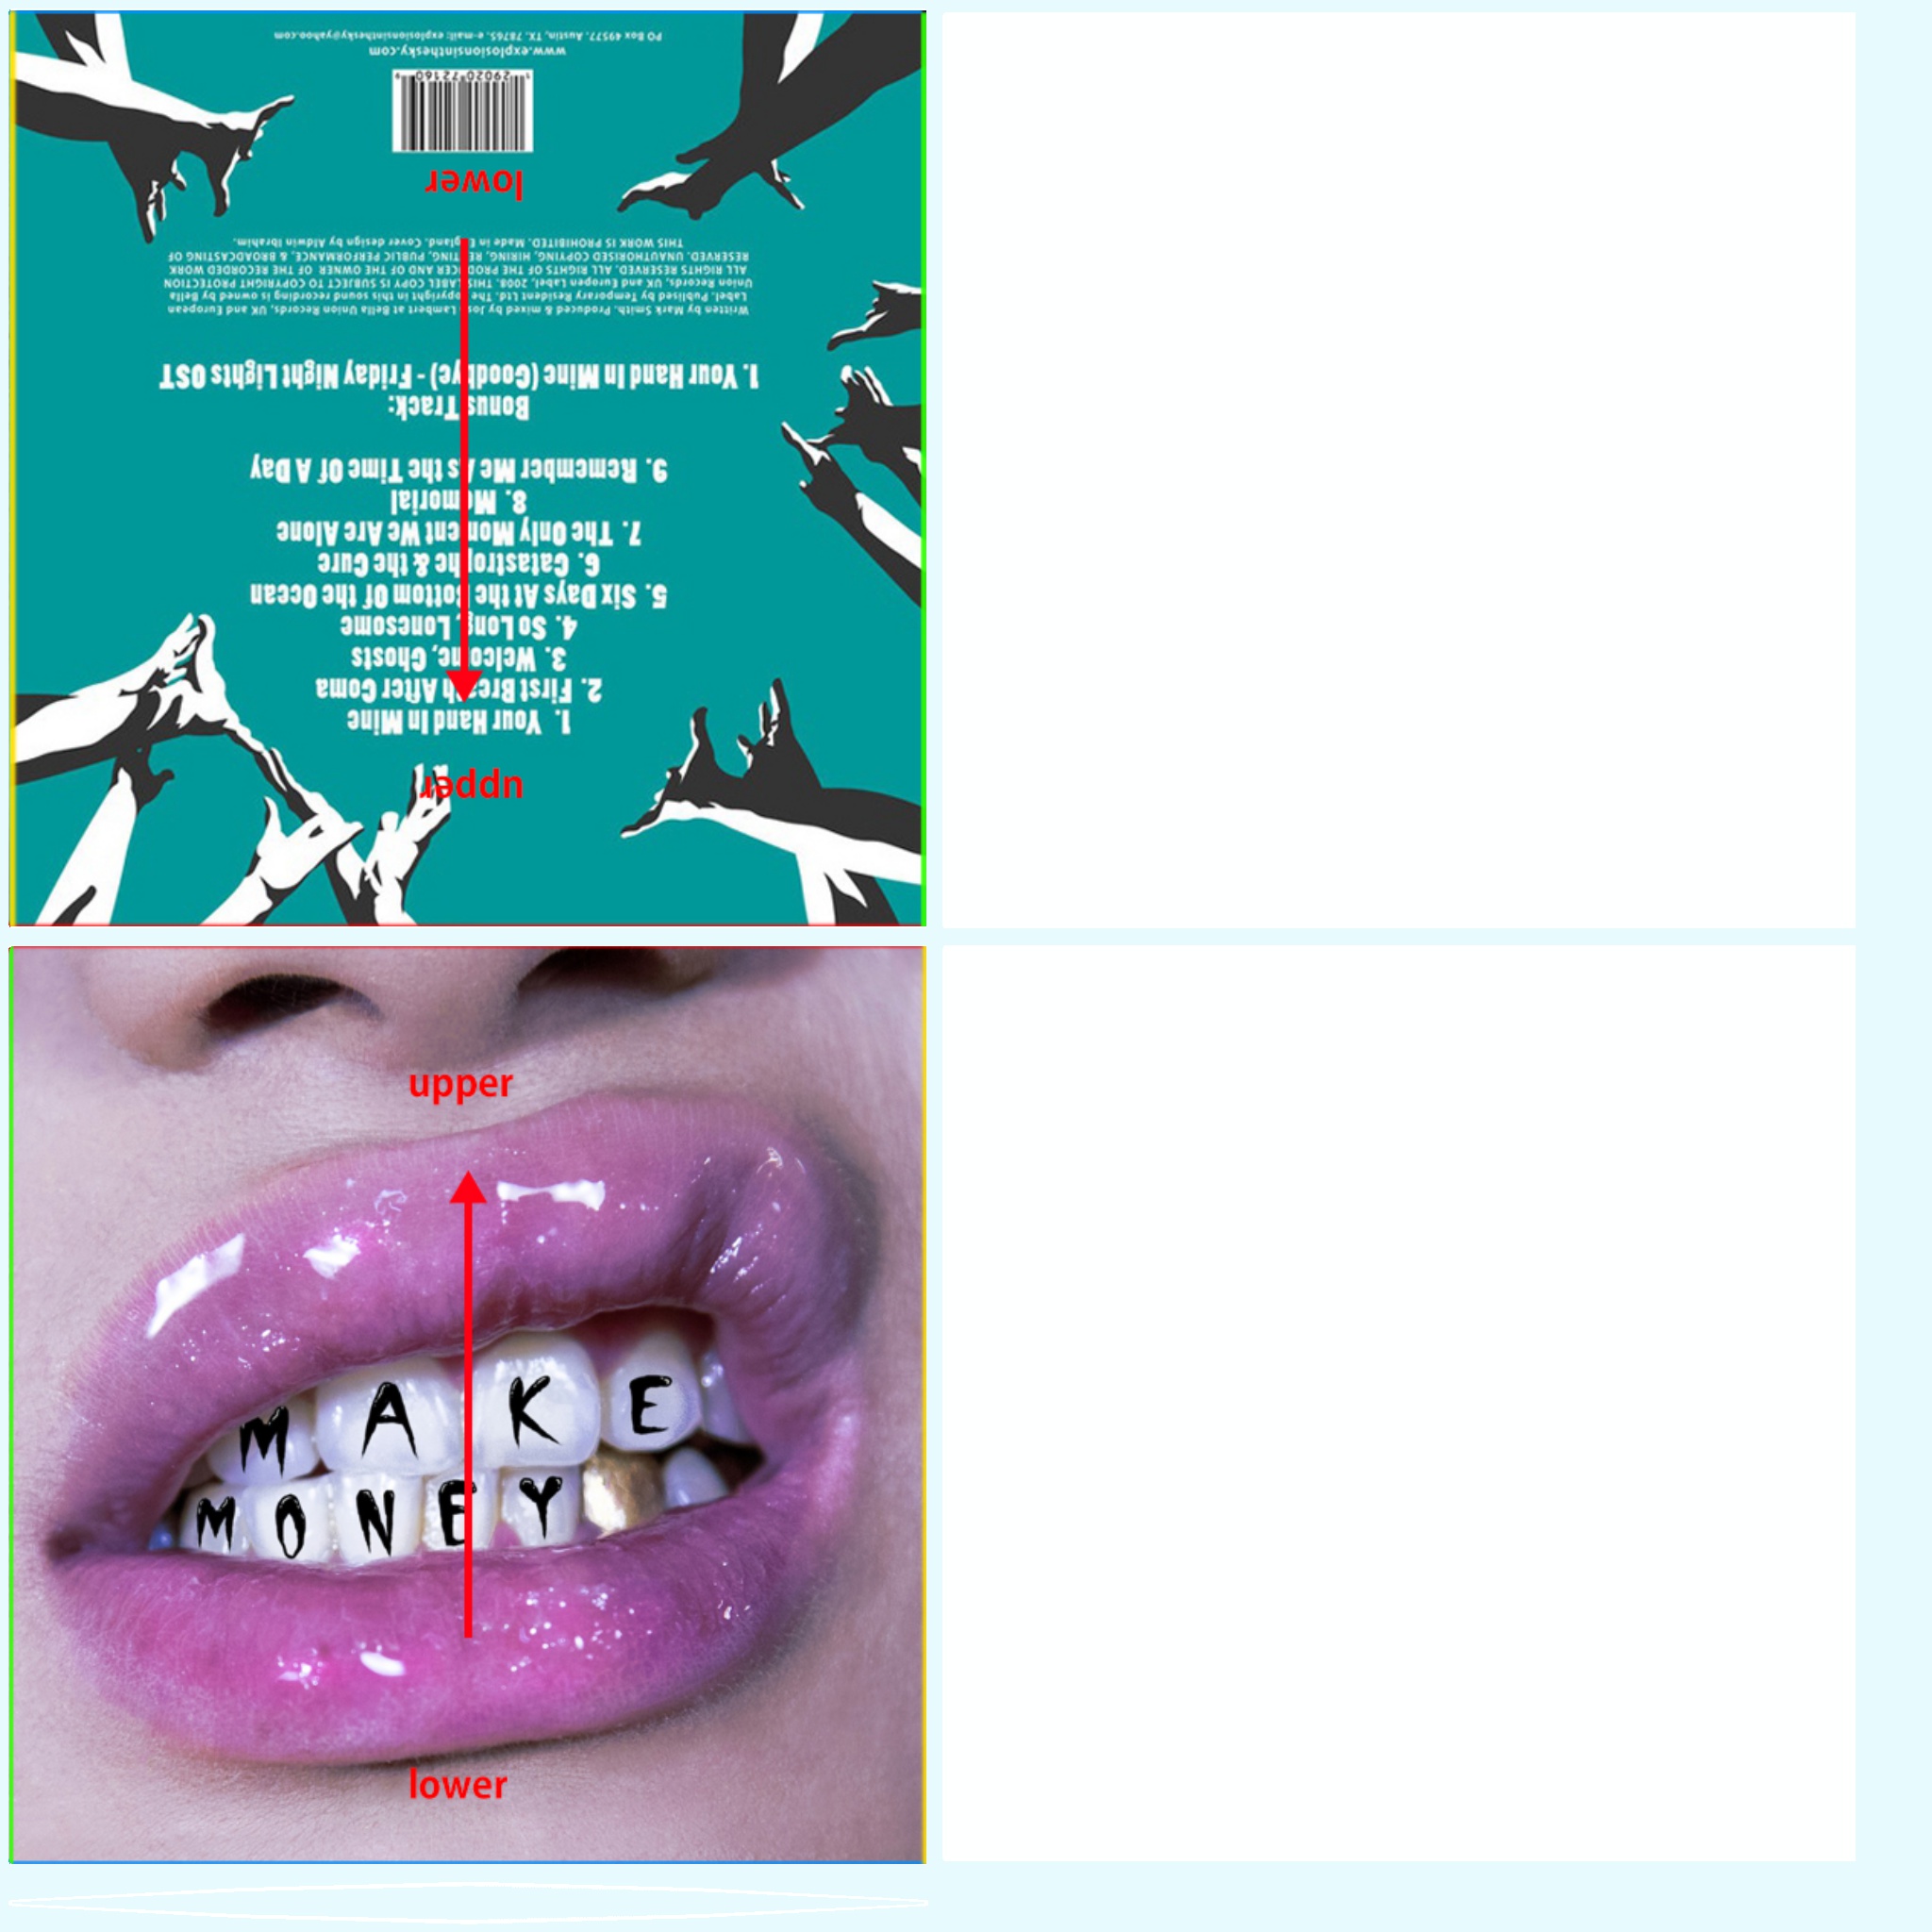 upper
1. Your Hand In Mine
2. First Breath After Coma
3. Welcome, Ghosts
4. So Long, Lonesome
5. Six Days At the Bottom Of the Ocean
6. Catastrophe & the Cure
7. The Only Moment We Are Alone
8. Memorial
9. Remember Me As the Time Of A Day
Bonus Track:
1. Your Hand In Mine (Goodbye) - Friday Night Lights OST
Written by Mark Smith. Produced & mixed by Josh Lambert at Bella Union Records, UK and European
Label. Publised by Temporary Resident Ltd. The copyright in this sound recording is owned by Bella
Union Records, UK and Europen Label, 2008. THIS LABEL COPY IS SUBJECT TO COPYRIGHT PROTECTION
ALL RIGHTS RESERVED. ALL RIGHTS OF THE PRODUCER AND OF THE OWNER OF THE RECORDED WORK
RESERVED. UNAUTHORISED COPYING, HIRING, RENTING, PUBLIC PERFORMANCE, & BROADCASTING OF
THIS WORK IS PROHIBITED. Made in England. Cover design by Aldwin Ibrahim.
lower
1 29020 72160
www.explosionsinthesky.com
PO Box 49577. Austin, TX. 78765. e-mail: explosionsinthesky@yahoo.com
upper
MAKE
MONEY
lower